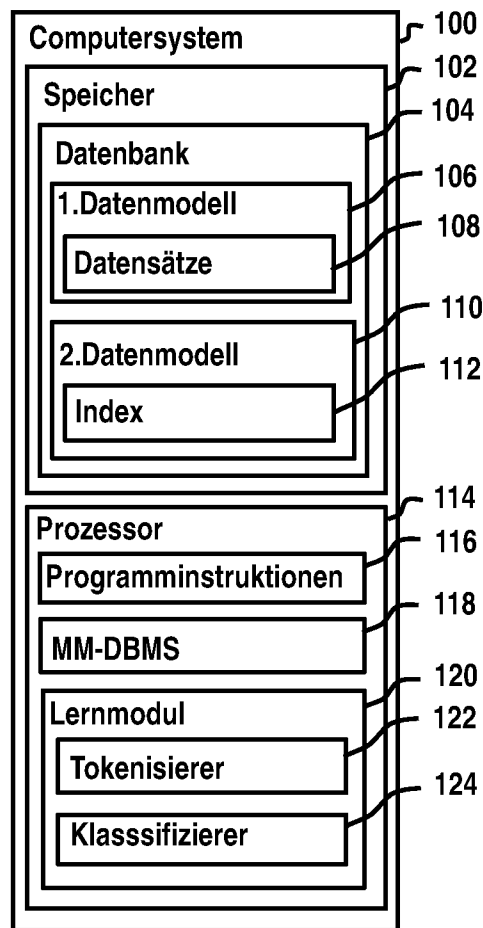 Computersystem
100
Speicher
102
Datenbank
104
1.Datenmodell
106
Datensätze
108
2.Datenmodell
110
Index
112
Prozessor
114
Programminstruktionen
116
MM-DBMS
118
Lernmodul
120
Tokenisierer
122
Klasssifizierer
124